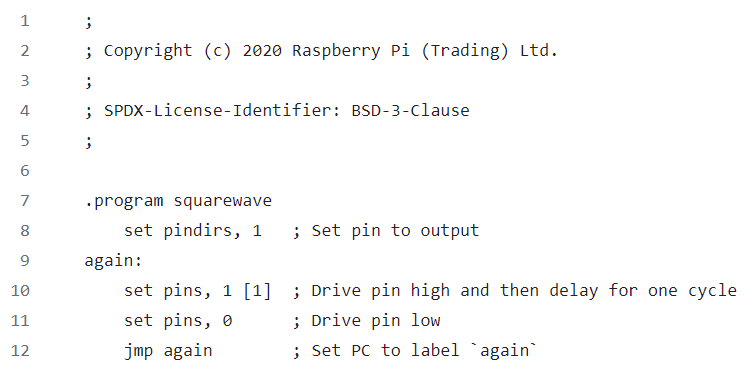 1 ;
2 ; Copyright (c) 2020 Raspberry Pi (Trading) Ltd.
3 ;
4 ; SPDX-License-Identifier: BSD-3-Clause
5 ;
6
7 .program squarewave
8     set pindirs, 1   ; Set pin to output
9 again:
10     set pins, 1 [1]  ; Drive pin high and then delay for one cycle
11     set pins, 0      ; Drive pin low
12     jmp again        ; Set PC to label `again`